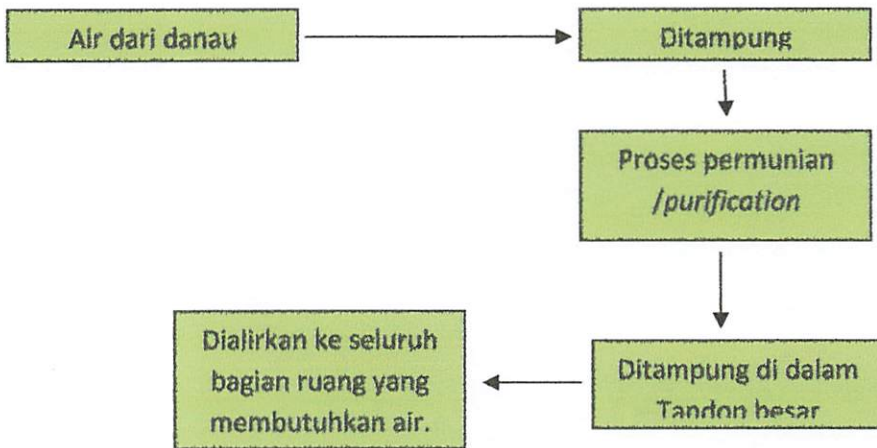 Air dari danau
Ditampung
Proses permunian
/purification
Ditampung di dalam
Tandon besar
Dialirkan ke seluruh
bagian ruang yang
membutuhkan air.